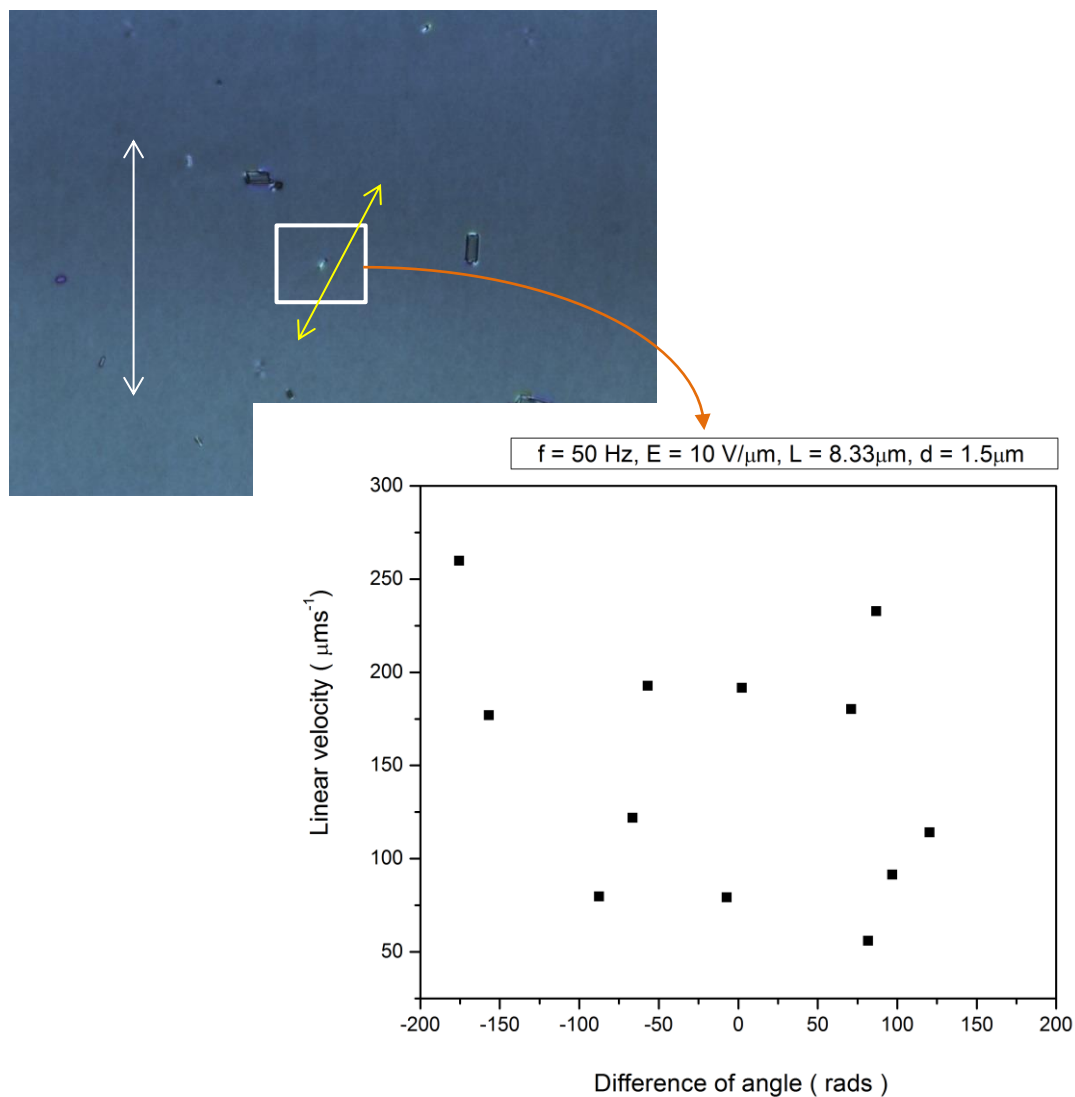 f = 50 Hz, E = 10 V/μm, L = 8.33μm, d = 1.5μm
300
250
200
150
100
50
Linear velocity ( μms⁻¹)
-200 -150 -100 -50 0 50 100 150 200
Difference of angle ( rads )